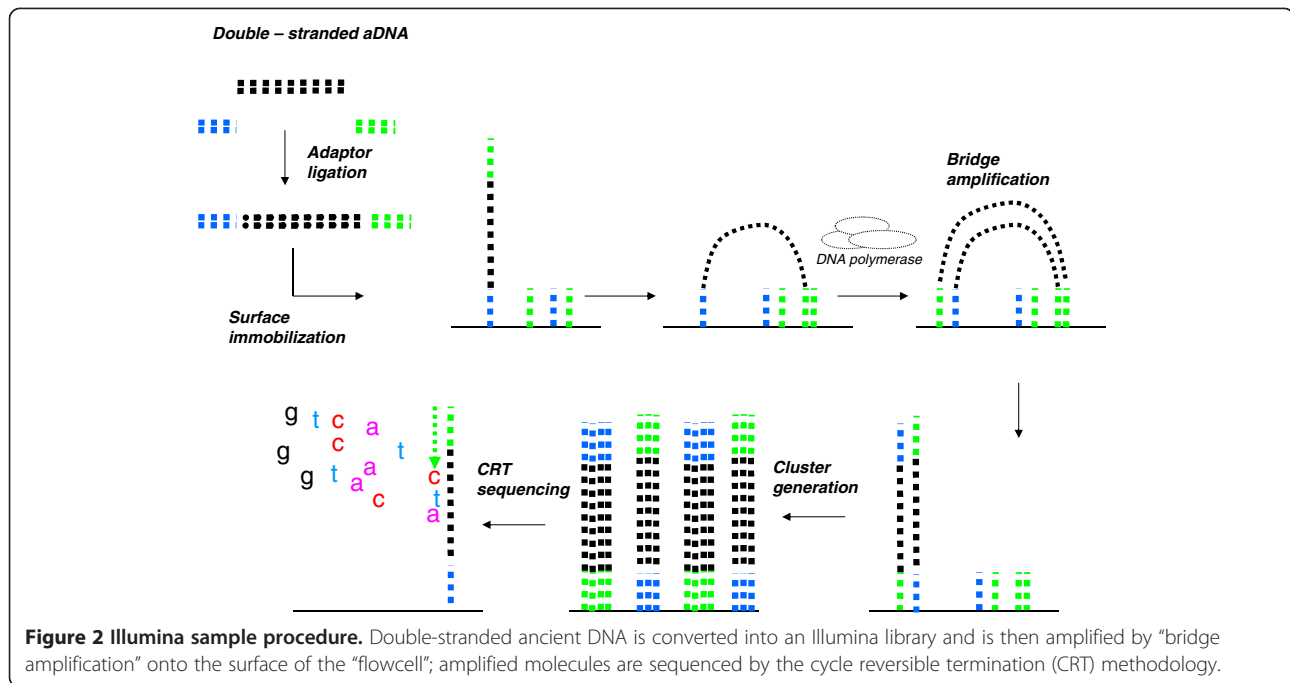 Double – stranded aDNA
Adaptor
ligation
Surface
immobilization
DNA polymerase
Bridge
amplification
Cluster
generation
CRT
sequencing
g
t
c
a
g
c
t
g
t
a
a
c
c
t
a
Figure 2 Illumina sample procedure. Double-stranded ancient DNA is converted into an Illumina library and is then amplified by “bridge
amplification” onto the surface of the “flowcell”; amplified molecules are sequenced by the cycle reversible termination (CRT) methodology.